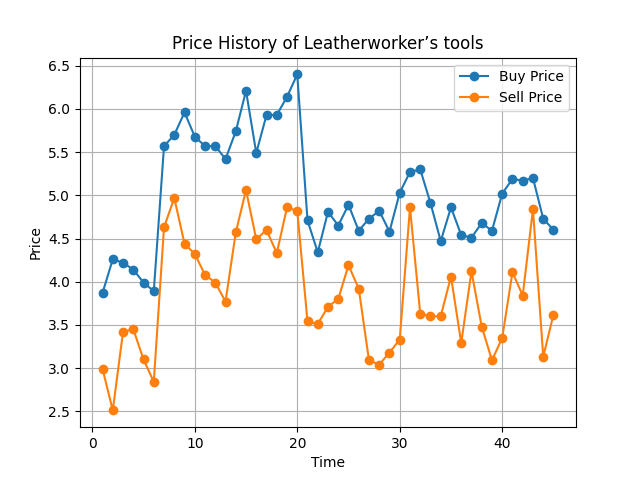 Price History of Leatherworker’s tools
Buy Price
Sell Price
Price
6.5
6.0
5.5
5.0
4.5
4.0
3.5
3.0
2.5
0
10
20
30
40
Time